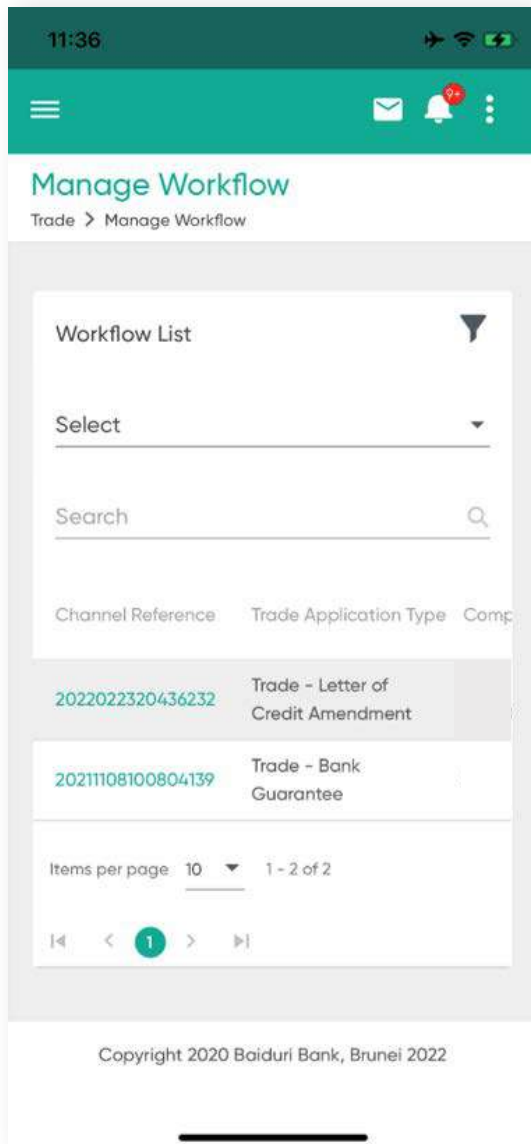 11:36
9+
Manage Workflow
Trade > Manage Workflow
Workflow List
Select
Search
Channel Reference Trade Application Type Comp
2022022320436232 Trade - Letter of
Credit Amendment
20211108100804139 Trade - Bank
Guarantee
Items per page 10 1 - 2 of 2
1
Copyright 2020 Baiduri Bank, Brunei 2022